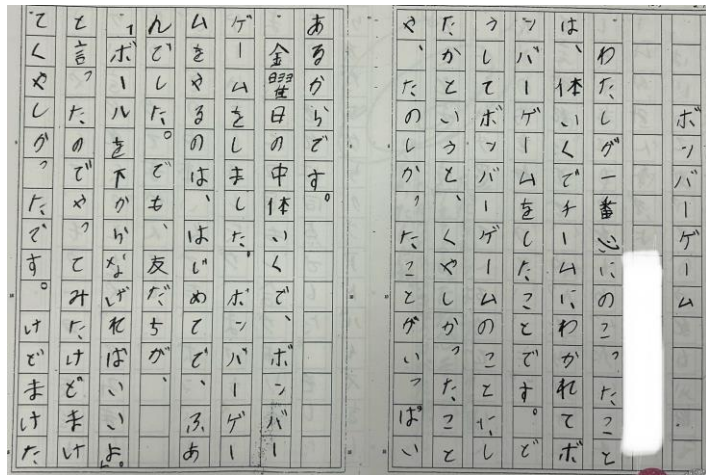 ボンバーゲーム
わたしが一番心にのこったこと
は、体いくでチームにわかれてボ
ンバーゲームをしたことです。ど
うしてボンバーゲームのことにし
たかというと、くやしかったこと
や、たのしかったことがいっぱい
あるからです。
金曜日の中体いくで、ボンバー
ゲームをしました。ボンバーゲー
ムをやるのは、はじめてで、ふあ
んでした。でも、友だちが、
「ボールを下からなげればいいよ。」
と言ったのでやってみたけどまけ
てくやしかったです。けどまけた